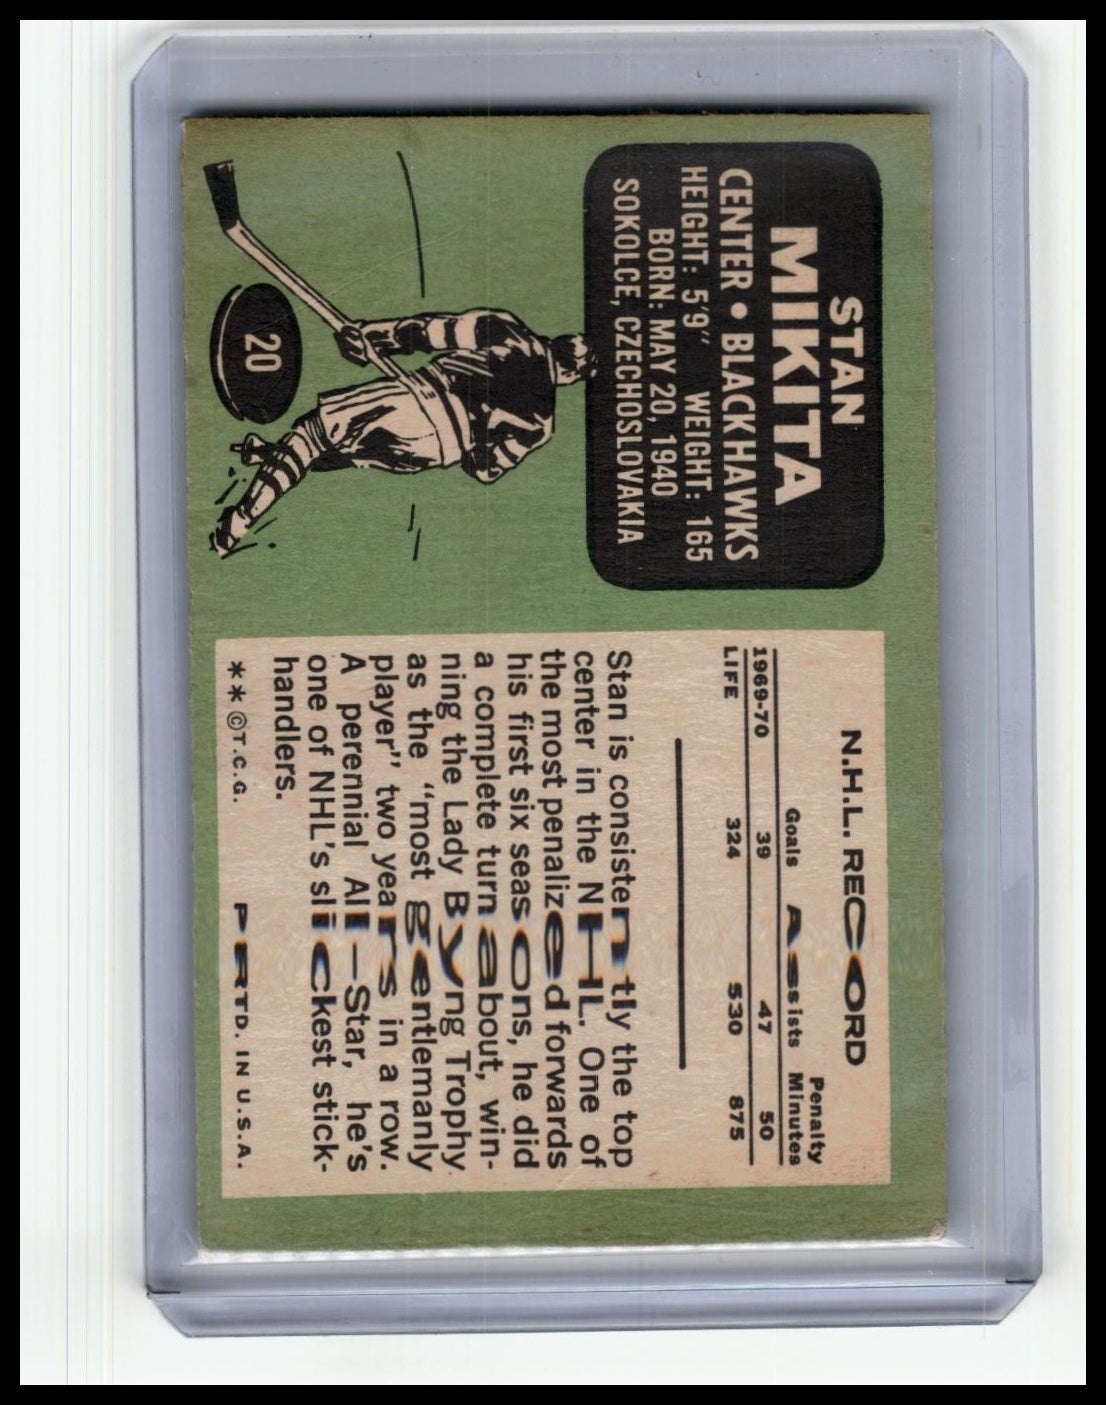 STAN
MIKITA
CENTER • BLACK HAWKS
HEIGHT: 5'9" WEIGHT: 165
BORN: MAY 20, 1940
SOKOLCE, CZECHOSLOVAKIA
20
N.H.L. RECORD
Goals Assists Penalty Minutes
1969-70 39 47 50
LIFE 324 530 875
Stan is consistently the top
center in the NHL. One of
the most penalized forwards
his first six seasons, he did
a complete turnabout, win-
ning the Lady Byng Trophy
as the "most gentlemanly
player" two years in a row.
A perennial All-Star, he's
one of NHL's slickest stick-
handlers.
**©T.C.G. PRTD. IN U.S.A.